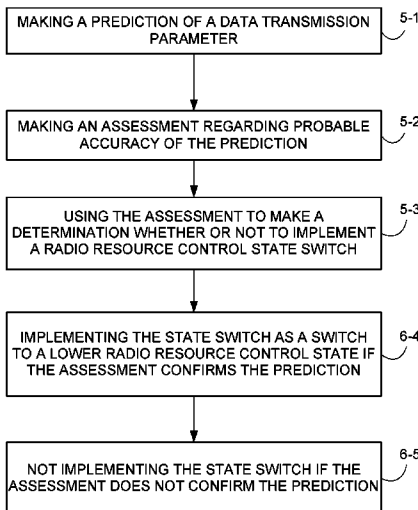 MAKING A PREDICTION OF A DATA TRANSMISSION
PARAMETER
5-1
MAKING AN ASSESSMENT REGARDING PROBABLE
ACCURACY OF THE PREDICTION
5-2
USING THE ASSESSMENT TO MAKE A
DETERMINATION WHETHER OR NOT TO IMPLEMENT
A RADIO RESOURCE CONTROL STATE SWITCH
5-3
IMPLEMENTING THE STATE SWITCH AS A SWITCH
TO A LOWER RADIO RESOURCE CONTROL STATE IF
THE ASSESSMENT CONFIRMS THE PREDICTION
6-4
NOT IMPLEMENTING THE STATE SWITCH IF THE
ASSESSMENT DOES NOT CONFIRM THE PREDICTION
6-5